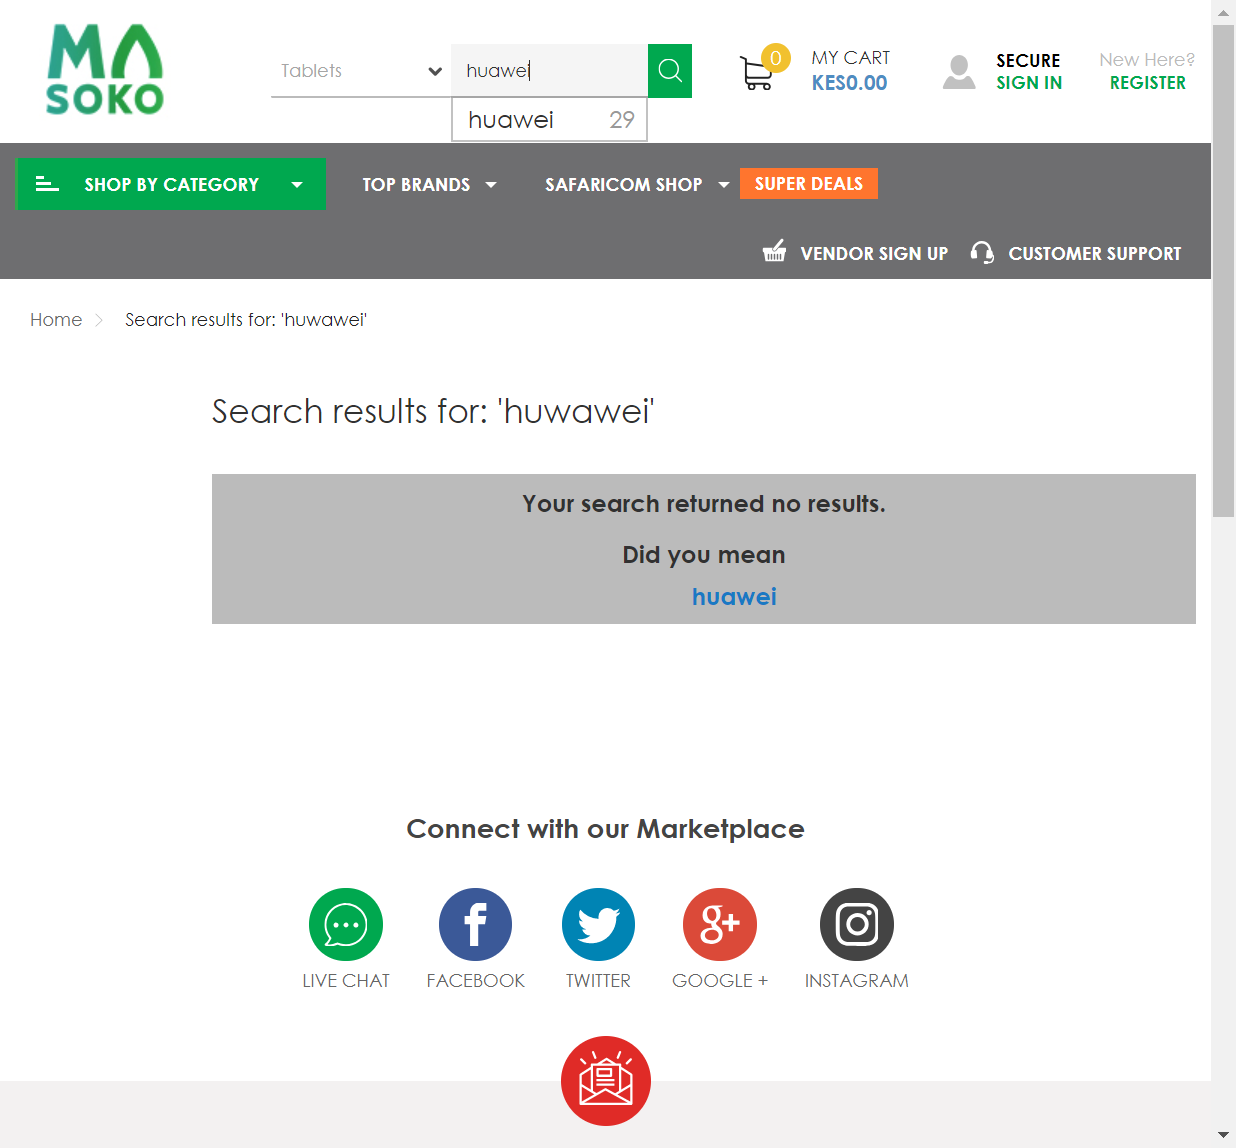 MA
SOKO
Tablets
huawei
huawei 29
0
MY CART
KES0.00
SECURE
SIGN IN
New Here?
REGISTER
SHOP BY CATEGORY
TOP BRANDS
SAFARICOM SHOP
SUPER DEALS
VENDOR SIGN UP
CUSTOMER SUPPORT
Home
Search results for: 'huwawei'
Search results for: 'huwawei'
Your search returned no results.
Did you mean
huawei
Connect with our Marketplace
f
g+
LIVE CHAT
FACEBOOK
TWITTER
GOOGLE +
INSTAGRAM